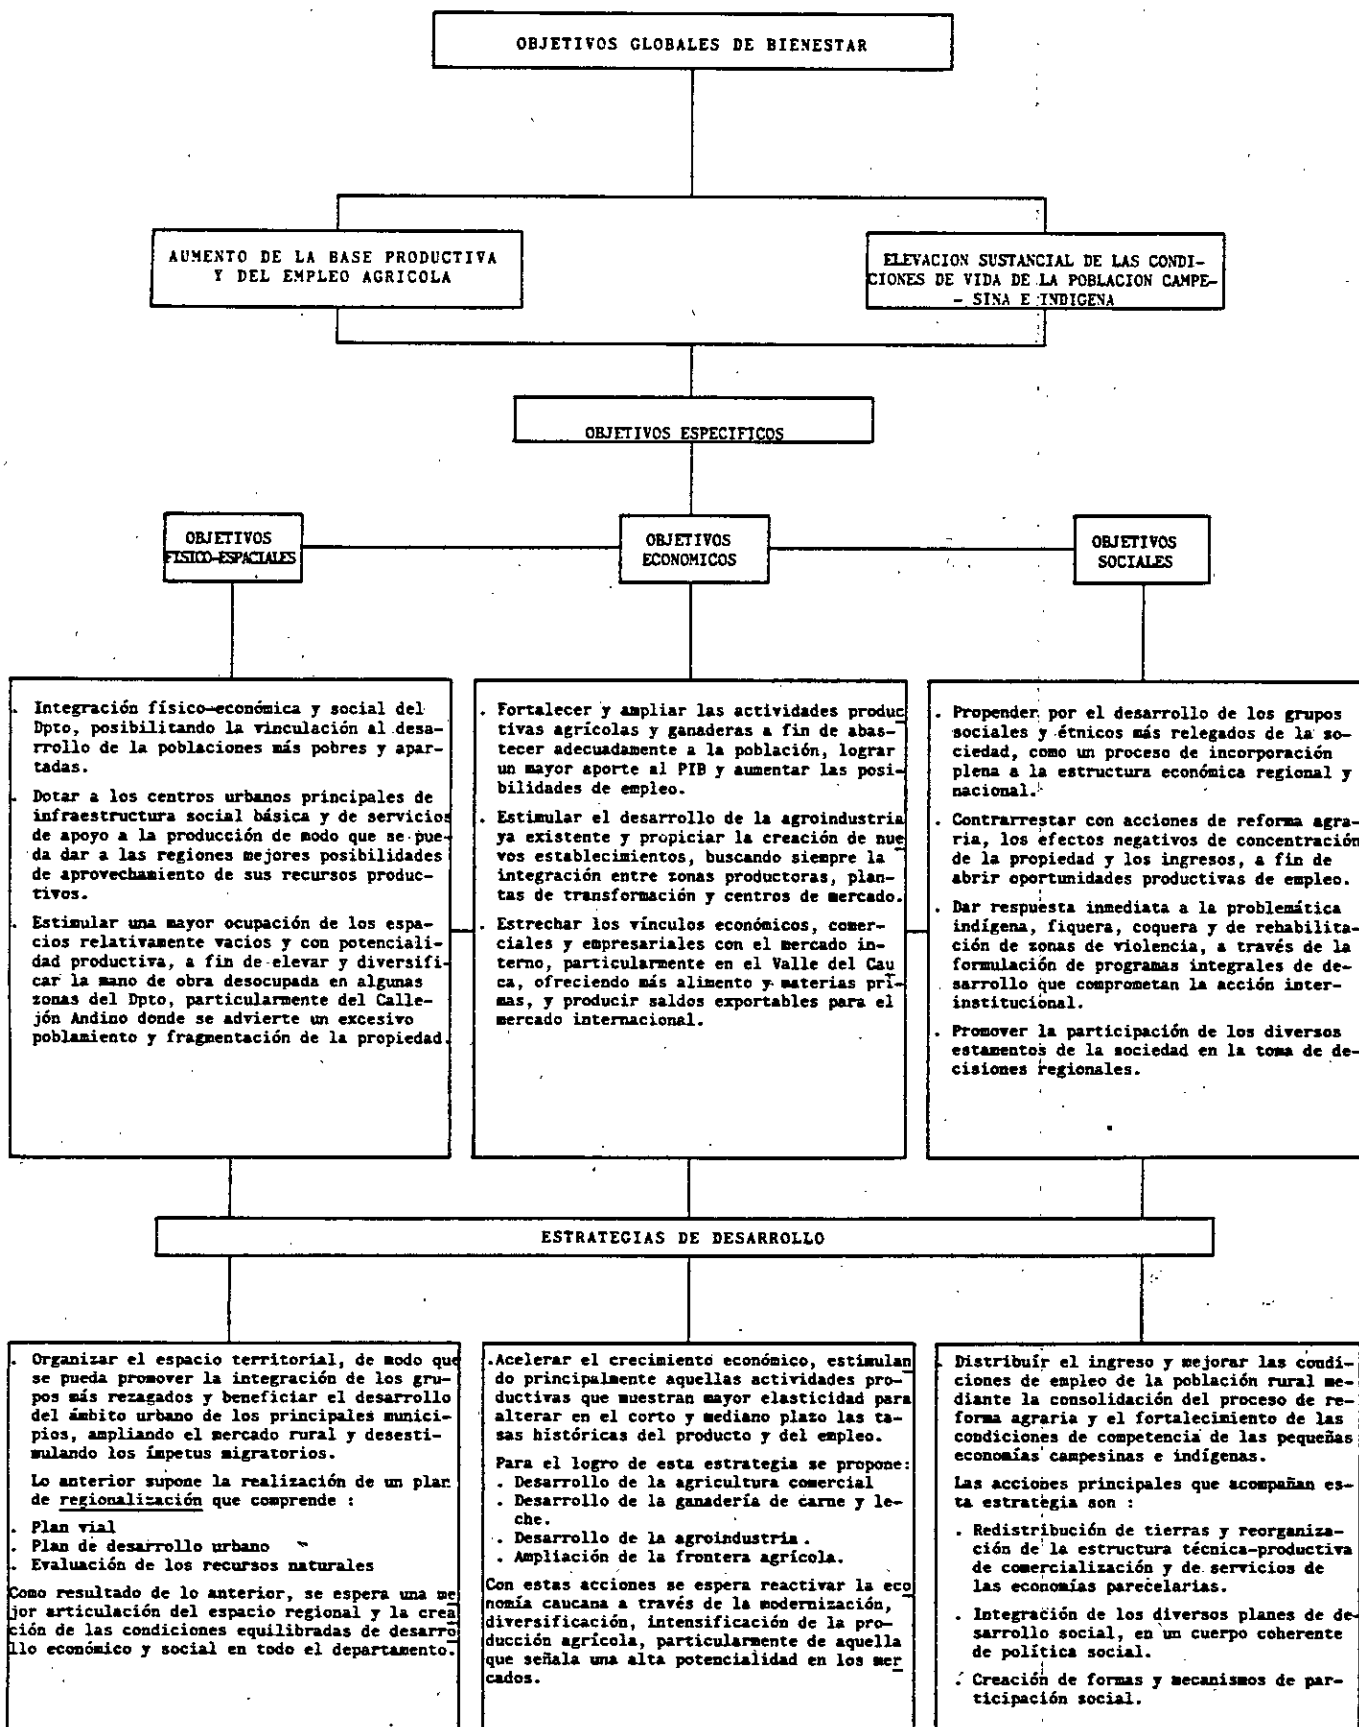 OBJETIVOS GLOBALES DE BIENESTAR
AUMENTO DE LA BASE PRODUCTIVA
Y DEL EMPLEO AGRICOLA
ELEVACION SUSTANCIAL DE LAS CONDI-
CIONES DE VIDA DE LA POBLACION CAMPE-
- SINA E INDIGENA
OBJETIVOS ESPECIFICOS
OBJETIVOS
FISICO-ESPACIALES
OBJETIVOS
ECONOMICOS
OBJETIVOS
SOCIALES
. Integración físico-económica y social del
Dpto, posibilitando la vinculación al desa-
rrollo de la poblaciones más pobres y apar-
tadas.
. Dotar a los centros urbanos principales de
infraestructura social básica y de servicios
de apoyo a la producción de modo que se pue-
da dar a las regiones mejores posibilidades
de aprovechamiento de sus recursos produc-
tivos.
. Estimular una mayor ocupación de los espa-
cios relativamente vacios y con potenciali-
dad productiva, a fin de elevar y diversifi-
car la mano de obra desocupada en algunas
zonas del Dpto, particularmente del Calle-
jón Andino donde se advierte un excesivo
poblamiento y fragmentación de la propiedad.
. Fortalecer y ampliar las actividades produc
tivas agrícolas y ganaderas a fin de abas-
tecer adecuadamente a la población, lograr
un mayor aporte al PIB y aumentar las posi-
bilidades de empleo.
. Estimular el desarrollo de la agroindustria
ya existente y propiciar la creación de nue
vos establecimientos, buscando siempre la
integración entre zonas productoras, plan-
tas de transformación y centros de mercado.
. Estrechar los vínculos económicos, comer-
ciales y empresariales con el mercado in-
terno, particularmente en el Valle del Cau
ca, ofreciendo más alimento y materias pri-
mas, y producir saldos exportables para el
mercado internacional.
. Propender por el desarrollo de los grupos
sociales y étnicos más relegados de la so-
ciedad, como un proceso de incorporación
plena a la estructura económica regional y
nacional.
. Contrarrestar con acciones de reforma agra-
ria, los efectos negativos de concentración
de la propiedad y los ingresos, a fin de
abrir oportunidades productivas de empleo.
. Dar respuesta inmediata a la problemática
indígena, fiquera, coquera y de rehabilita-
ción de zonas de violencia, a través de la
formulación de programas integrales de de-
sarrollo que comprometan la acción inter-
institucional.
. Promover la participación de los diversos
estamentos de la sociedad en la toma de de-
cisiones regionales.
ESTRATEGIAS DE DESARROLLO
. Organizar el espacio territorial, de modo que
se pueda promover la integración de los gru-
pos más rezagados y beneficiar el desarrollo
del ámbito urbano de los principales munici-
pios, ampliando el mercado rural y desesti-
mulando los ímpetus migratorios.
Lo anterior supone la realización de un plan
de regionalización que comprende :
. Plan vial
. Plan de desarrollo urbano
. Evaluación de los recursos naturales
Como resultado de lo anterior, se espera una me
jor articulación del espacio regional y la crea
ción de las condiciones equilibradas de desarro
llo económico y social en todo el departamento.
.Acelerar el crecimiento económico, estimulan
do principalmente aquellas actividades pro-
ductivas que muestran mayor elasticidad para
alterar en el corto y mediano plazo las ta-
sas históricas del producto y del empleo.
Para el logro de esta estrategia se propone:
. Desarrollo de la agricultura comercial
. Desarrollo de la ganadería de carne y le-
che.
. Desarrollo de la agroindustria.
. Ampliación de la frontera agrícola.
Con estas acciones se espera reactivar la eco
nomía caucana a través de la modernización,
diversificación, intensificación de la pro-
ducción agrícola, particularmente de aquella
que señala una alta potencialidad en los mer
cados.
. Distribuír el ingreso y mejorar las condi-
ciones de empleo de la población rural me-
diante la consolidación del proceso de re-
forma agraria y el fortalecimiento de las
condiciones de competencia de las pequeñas
economías campesinas e indígenas.
Las acciones principales que acompañan es-
ta estrategia son :
. Redistribución de tierras y reorganiza-
ción de la estructura técnica-productiva
de comercialización y de servicios de
las economías parecelarias.
. Integración de los diversos planes de de-
sarrollo social, en un cuerpo coherente
de política social.
. Creación de formas y mecanismos de par-
ticipación social.